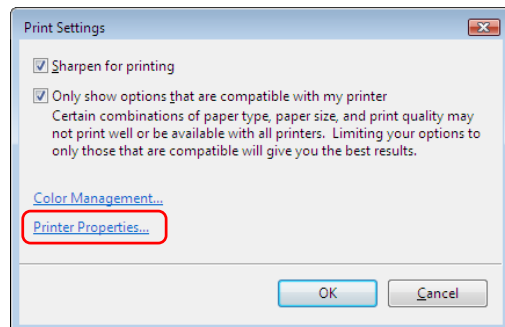 Print Settings
Sharpen for printing
Only show options that are compatible with my printer
Certain combinations of paper type, paper size, and print quality may
not print well or be available with all printers.  Limiting your options to
only those that are compatible will give you the best results.
Color Management...
Printer Properties...
OK
Cancel